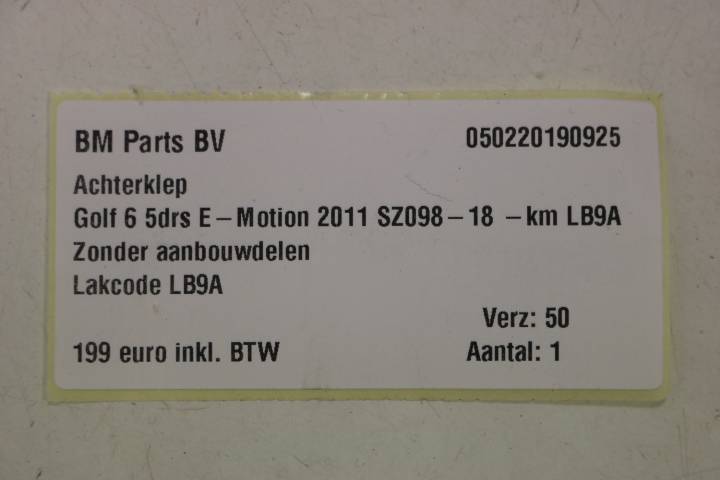 BM Parts BV 050220190925
Achterklep
Golf 6 5drs E-Motion 2011 SZ098-18 -km LB9A
Zonder aanbouwdelen
Lakcode LB9A
Verz: 50
199 euro inkl. BTW Aantal: 1